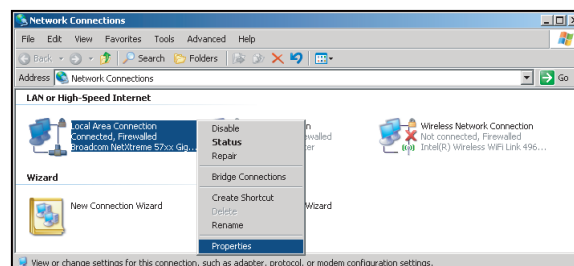 Network Connections
File Edit View Favorites Tools Advanced Help
Back Search Folders
Address Network Connections Go
LAN or High-Speed Internet
Local Area Connection
Connected, Firewalled
Broadcom NetXtreme 57xx Gig...
Disable
Status
Repair
Bridge Connections
Create Shortcut
Delete
Rename
Properties
n
ewalled
ter
Wireless Network Connection
Not connected, Firewalled
Intel(R) Wireless WiFi Link 496...
Wizard
New Connection Wizard
Wizard
View or change settings for this connection, such as adapter, protocol, or modem configuration settings.